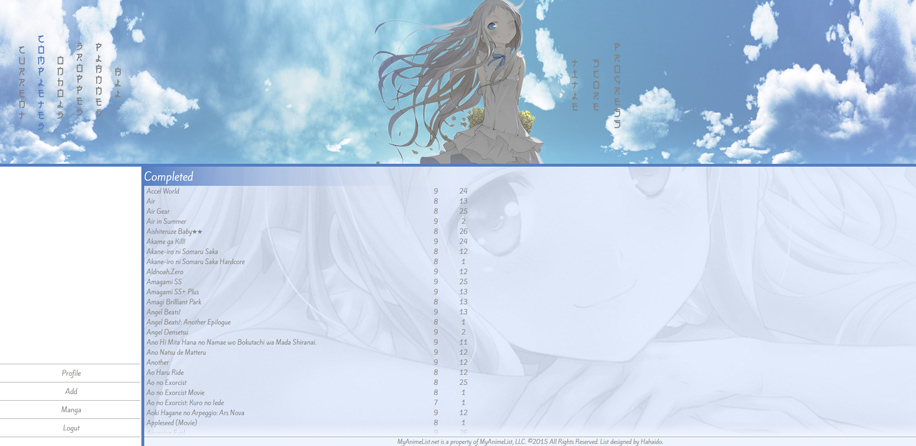 CURRENT
COMPLETED
ONHOLD
DROPPED
PLANNED
ALL
TITLE
SCORE
PROGRESS
Completed
Accel World 9 24
Air 8 13
Air Gear 8 25
Air in Summer 9 2
Aishiteruze Baby★★ 8 26
Akame ga Kill! 9 24
Akane-iro ni Somaru Saka 8 12
Akane-iro ni Somaru Saka Hardcore 8 1
Aldnoah.Zero 9 12
Amagami SS 9 25
Amagami SS+ Plus 9 13
Amagi Brilliant Park 8 13
Angel Beats! 9 13
Angel Beats!: Another Epilogue 8 1
Angel Densetsu 9 2
Ano Hi Mita Hana no Namae wo Bokutachi wa Mada Shiranai. 9 11
Ano Natsu de Matteru 9 12
Another 9 12
Ao Haru Ride 8 12
Ao no Exorcist 8 25
Ao no Exorcist Movie 8 1
Ao no Exorcist: Kuro no Iede 7 1
Aoki Hagane no Arpeggio: Ars Nova 9 12
Appleseed (Movie) 8 1
Profile
Add
Manga
Logut
MyAnimeList.net is a property of MyAnimeList, LLC. ©2015 All Rights Reserved. List designed by Hahaido.